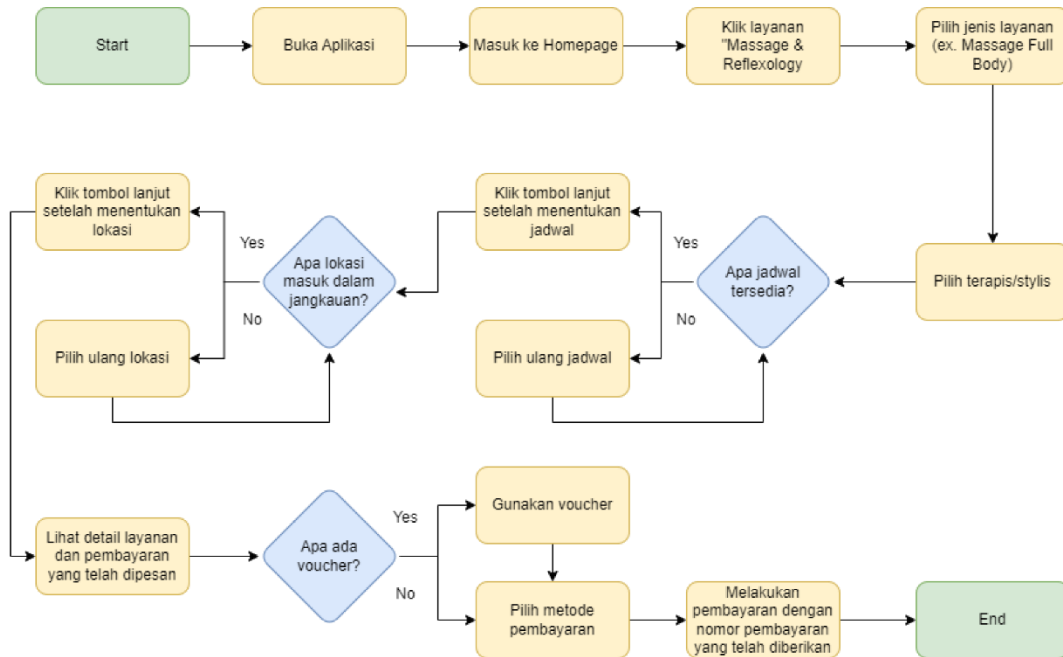 Start
Buka Aplikasi
Masuk ke Homepage
Klik layanan
"Massage &
Reflexology
Pilih jenis layanan
(ex. Massage Full
Body)
Pilih terapis/stylis
Apa jadwal
tersedia?
Yes
No
Klik tombol lanjut
setelah menentukan
jadwal
Pilih ulang jadwal
Apa lokasi
masuk dalam
jangkauan?
Yes
No
Klik tombol lanjut
setelah menentukan
lokasi
Pilih ulang lokasi
Lihat detail layanan
dan pembayaran
yang telah dipesan
Apa ada
voucher?
Yes
No
Gunakan voucher
Pilih metode
pembayaran
Melakukan
pembayaran dengan
nomor pembayaran
yang telah diberikan
End